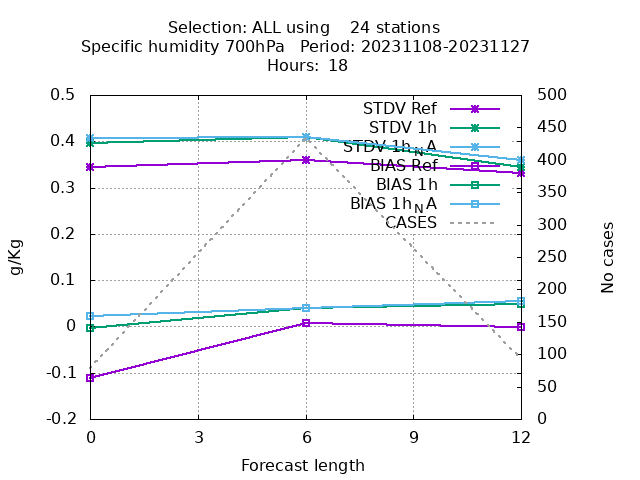 Selection: ALL using 24 stations
Specific humidity 700hPa Period: 20231108-20231127
Hours: 18
0.5
0.4
0.3
0.2
0.1
0
-0.1
-0.2
g/Kg
STDV Ref
STDV 1h
STDV 1h_NA
BIAS Ref
BIAS 1h
BIAS 1h_NA
CASES
500
450
400
350
300
250
200
150
100
50
0
No cases
0 3 6 9 12
Forecast length